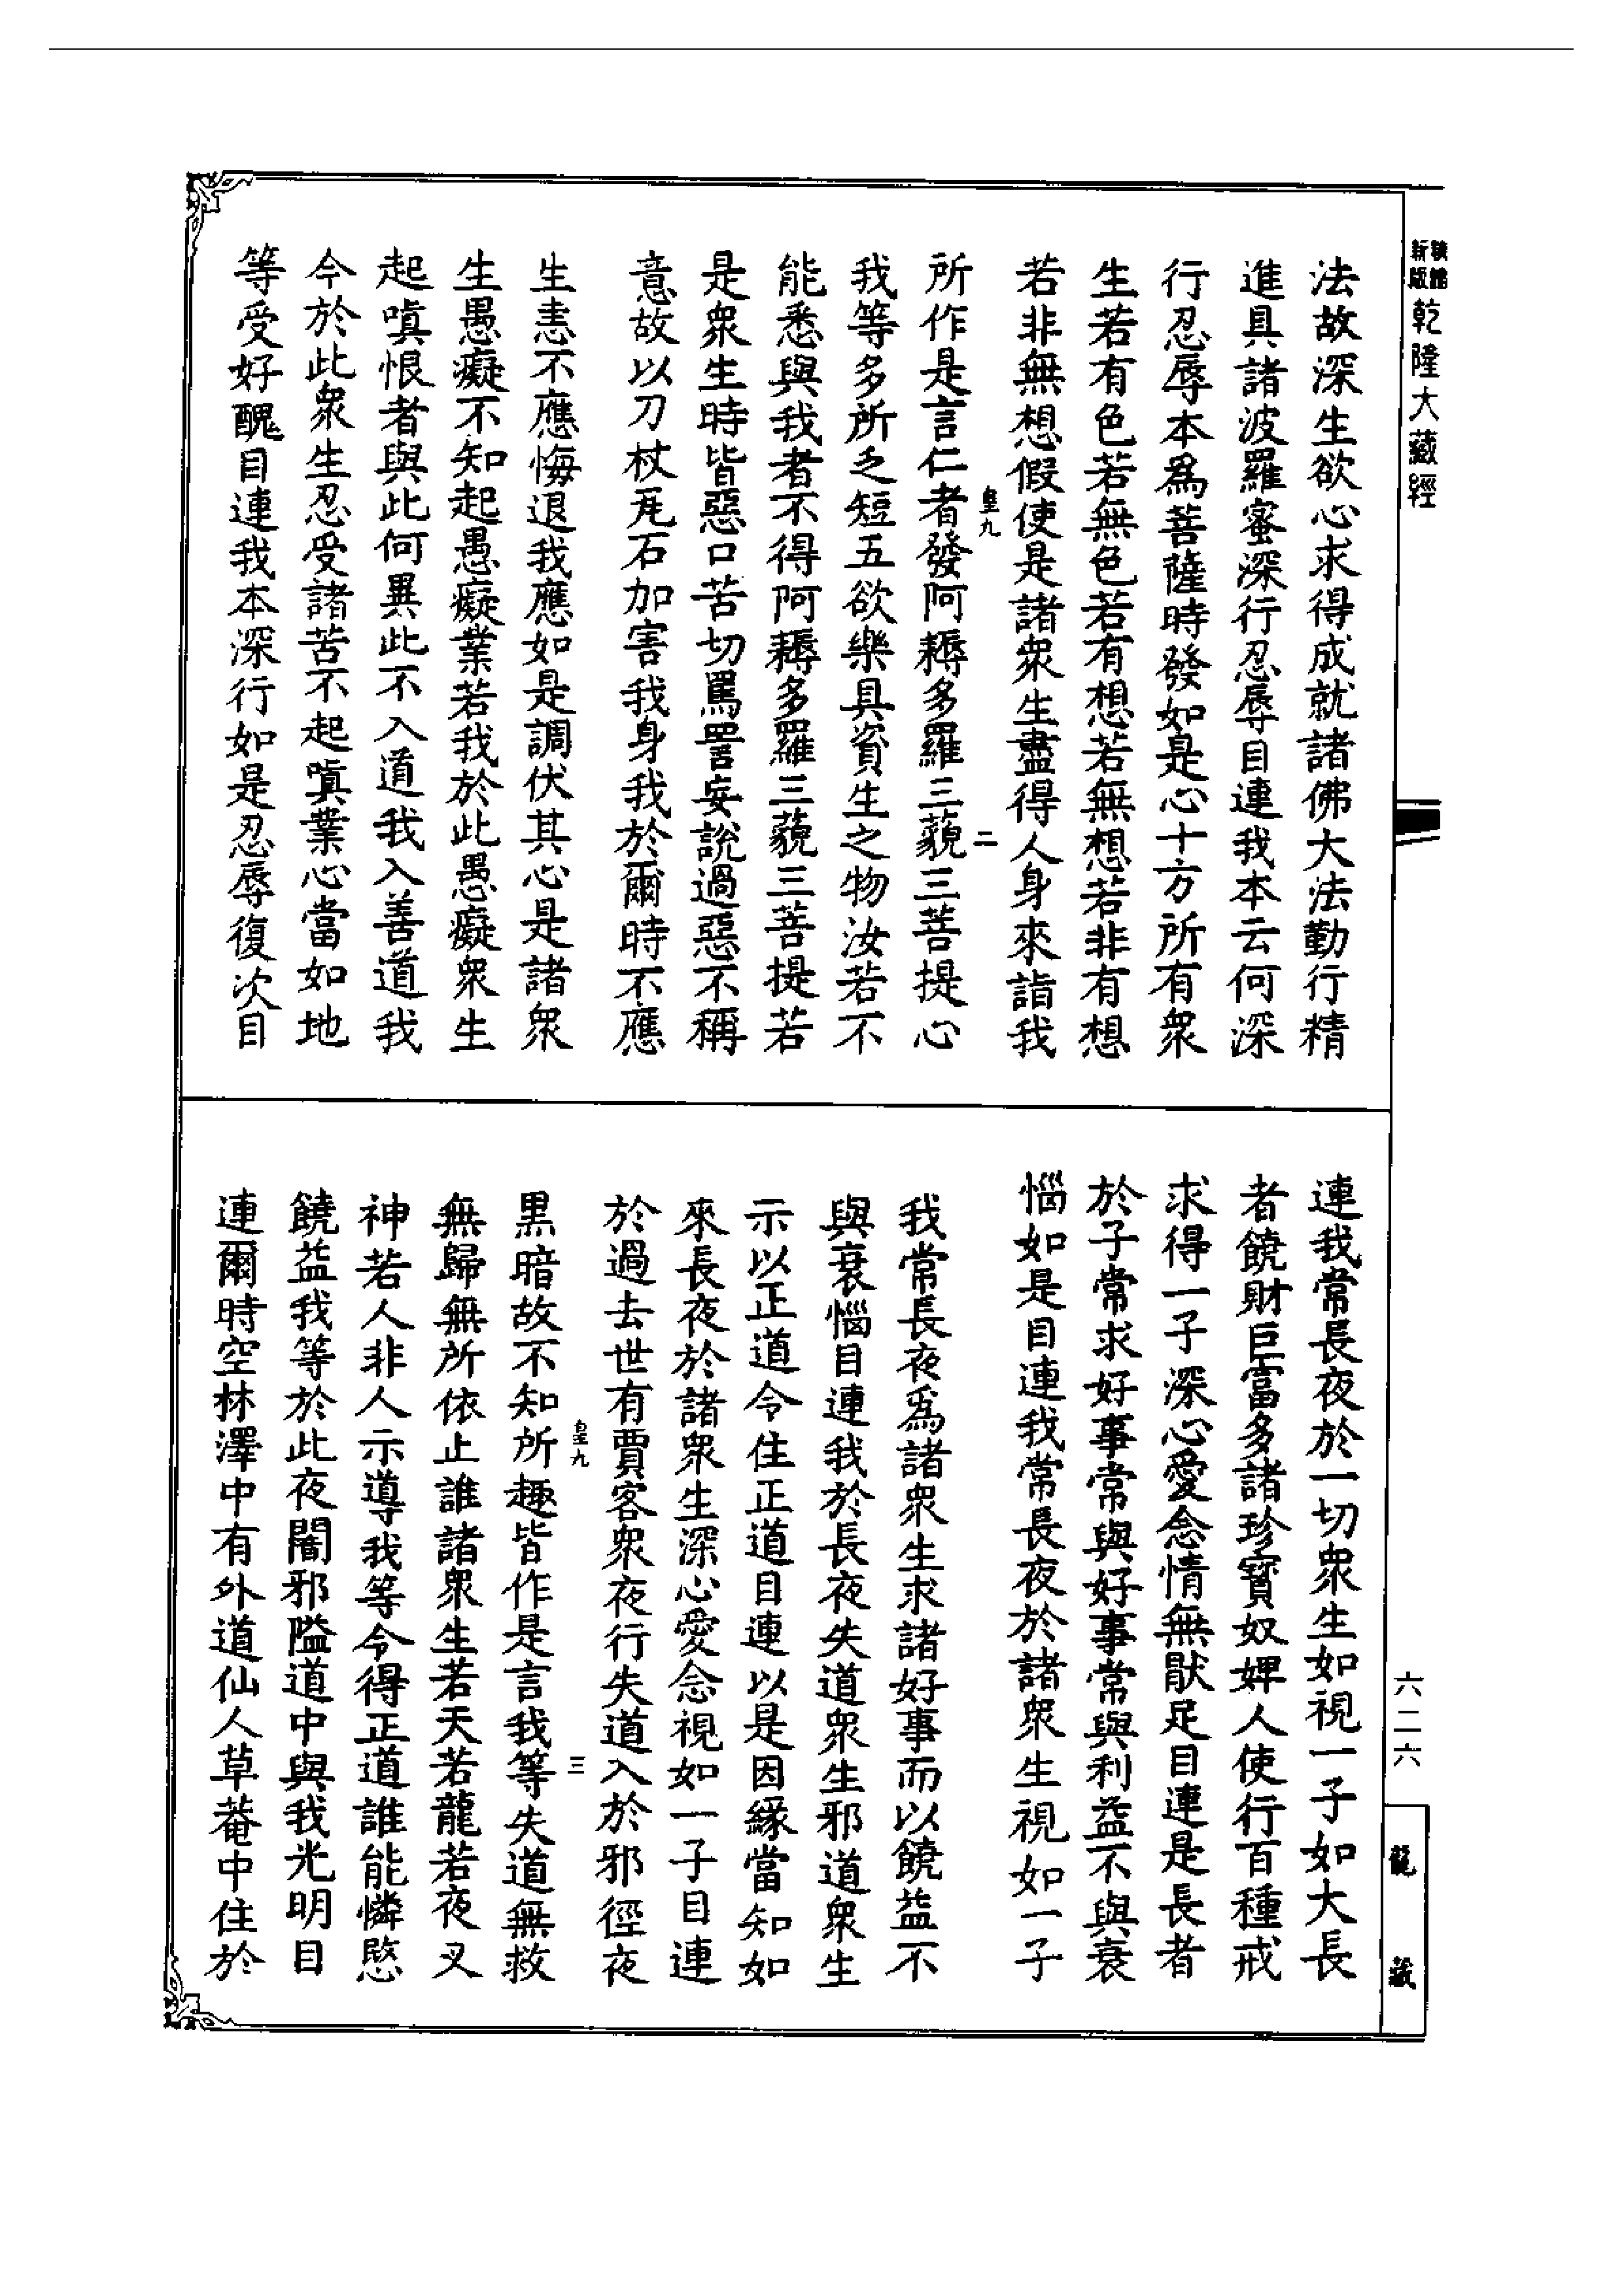 新版
乾隆大藏經
法故深生欲心求得成就諸佛大法勤行精
進具諸波羅蜜深行忍辱目連我本云何深
行忍辱本爲菩薩時發如是心十方所有衆
生若有色若無色若有想若無想若非有想
若非無想假使是諸衆生盡得人身來詣我
皇九
二
所作是言仁者發阿耨多羅三藐三菩提心
我等多所乏短五欲樂具資生之物汝若不
能悉與我者不得阿耨多羅三藐三菩提若
是衆生時皆惡口苦切罵詈妄說過惡不稱
意故以刀杖瓦石加害我身我於爾時不應
生恚不應悔退我應如是調伏其心是諸衆
生愚癡不知起愚癡業若我於此愚癡衆生
起嗔恨者與此何異此不入道我入善道我
今於此衆生忍受諸苦不起嗔業心當如地
等受好醜目連我本深行如是忍辱復次目
連我常長夜於一切衆生如視一子如大長
者饒財巨富多諸珍寶奴婢人使行百種戒
求得一子深心愛念情無猒足目連是長者
於子常求好事常與好事常與利益不與衰
惱如是目連我常長夜於諸衆生視如一子
我常長夜爲諸衆生求諸好事而以饒益不
與衰惱目連我於長夜失道衆生邪道衆生
示以正道令住正道目連以是因緣當知如
來長夜於諸衆生深心愛念視如一子目連
於過去世有賈客衆夜行失道入於邪徑夜
皇九
三
黑暗故不知所趣皆作是言我等失道無救
無歸無所依止誰諸衆生若天若龍若夜叉
神若人非人示導我等令得正道誰能憐愍
饒益我等於此夜闇邪隘道中與我光明目
連爾時空林澤中有外道仙人草菴中住於
六二六
龍藏